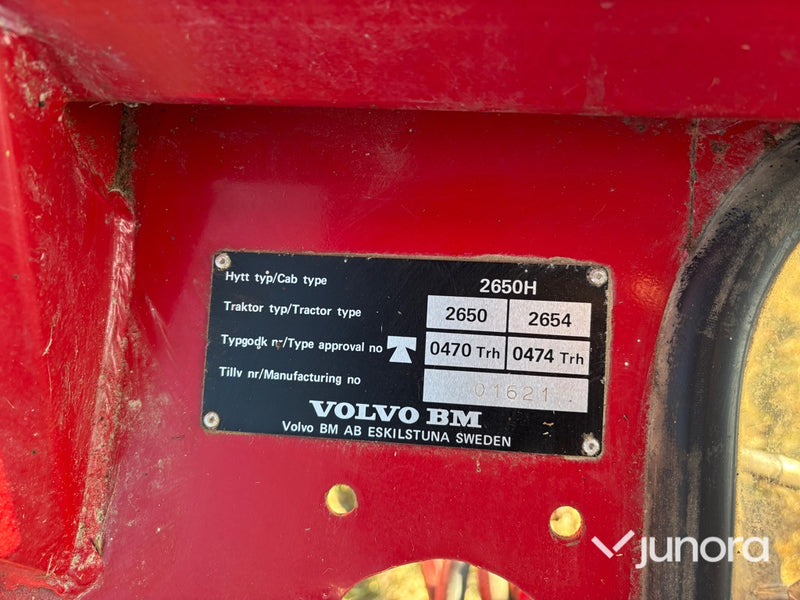 Hytt typ/Cab type 2650H
Traktor typ/Tractor type 2650 2654
Typgodk nr/Type approval no T 0470 Trh 0474 Trh
Tillv nr/Manufacturing no 01621
VOLVO BM
Volvo BM AB ESKILSTUNA SWEDEN
junora